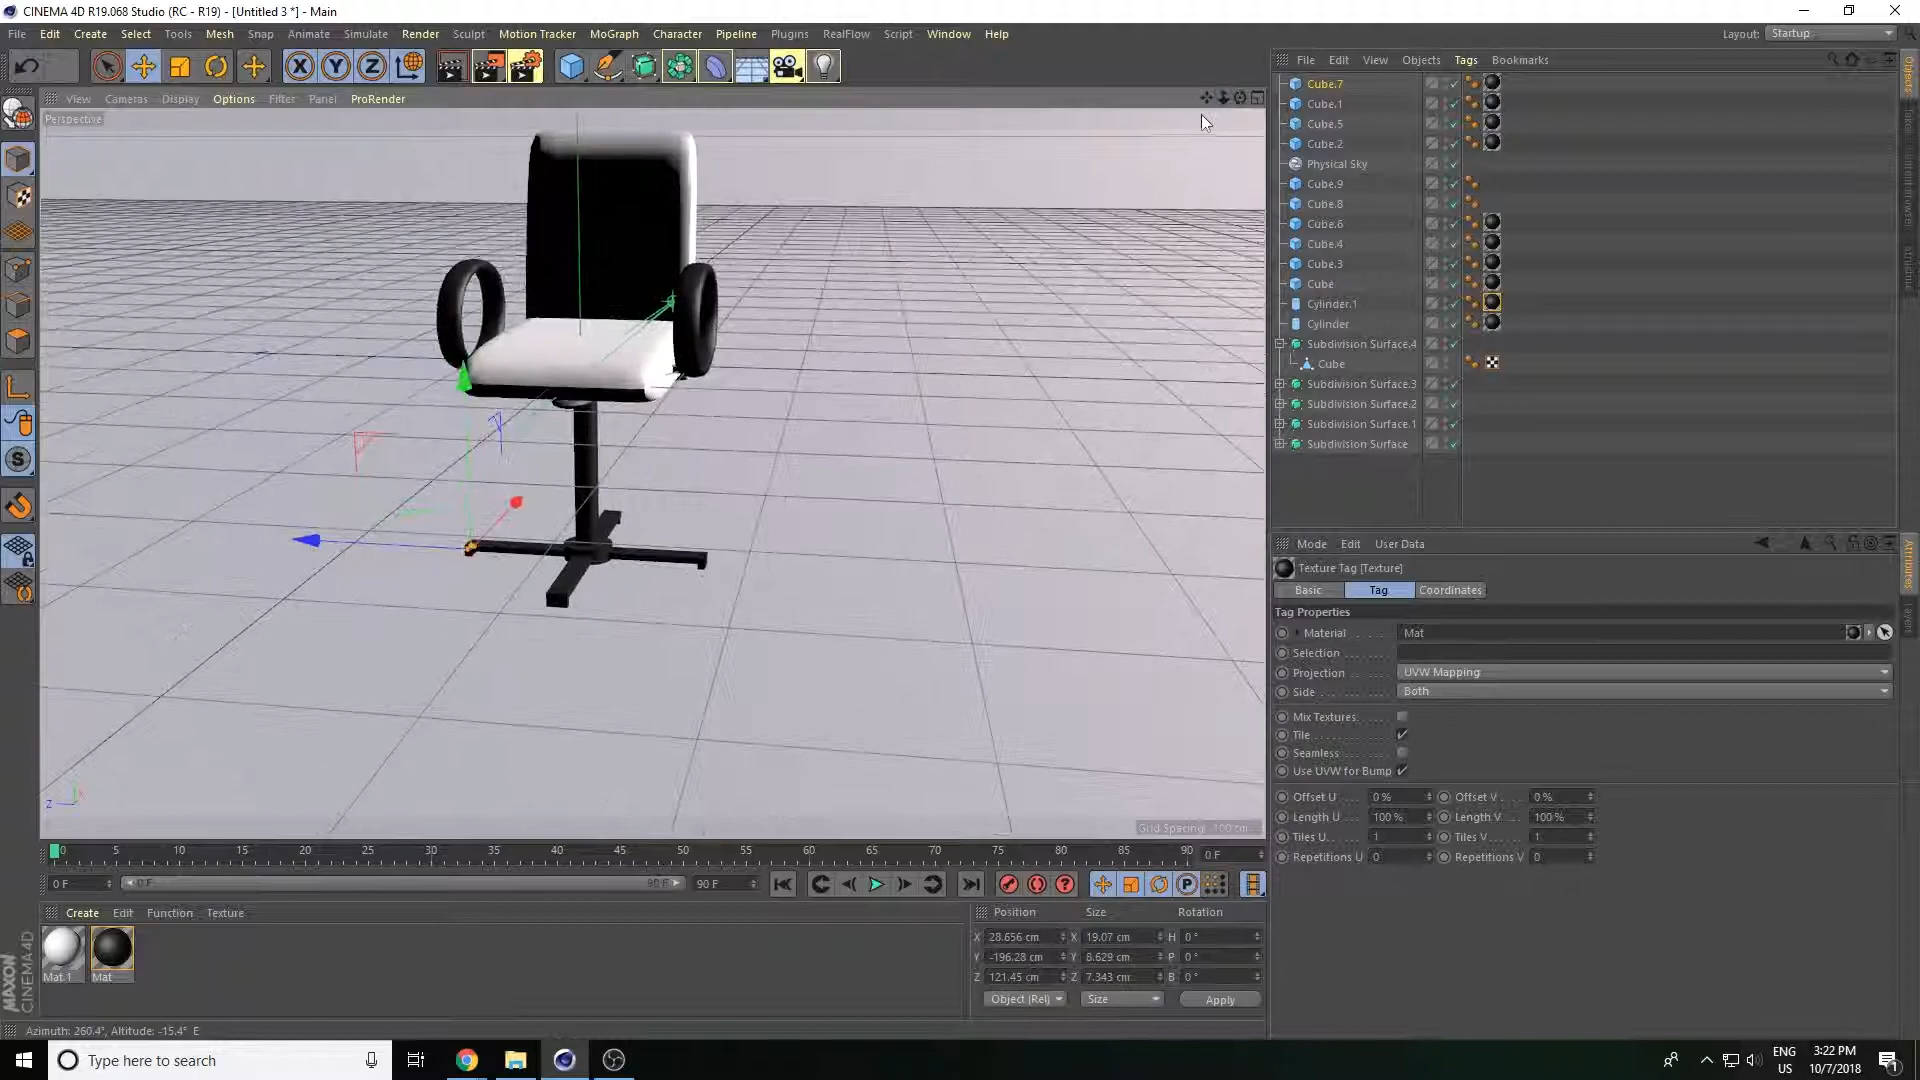 CINEMA 4D R19.068 Studio (RC - R19) - [Untitled 3 *] - Main
File Edit Create Select Tools Mesh Snap Animate Simulate Render Sculpt Motion Tracker MoGraph Character Pipeline Plugins RealFlow Script Window Help
Layout: Startup
View Cameras Display Options Filter Panel ProRender
Perspective
File Edit View Objects Tags Bookmarks
Cube.7
Cube.1
Cube.5
Cube.2
Physical Sky
Cube.9
Cube.8
Cube.6
Cube.4
Cube.3
Cube
Cylinder.1
Cylinder
Subdivision Surface.4
Cube
Subdivision Surface.3
Subdivision Surface.2
Subdivision Surface.1
Subdivision Surface
Objects
Attributes
Layers
Mode Edit User Data
Texture Tag [Texture]
Basic Tag Coordinates
Tag Properties
Material Mat
Selection
Projection UVW Mapping
Side Both
Mix Textures
Tile
Seamless
Use UVW for Bump
Offset U 0 % Offset V 0 %
Length U 100 % Length V 100 %
Tiles U 1 Tiles V 1
Repetitions U 0 Repetitions V 0
Z
Grid Spacing : 100 cm
0 5 10 15 20 25 30 35 40 45 50 55 60 65 70 75 80 85 90 0 F
0 F 0 F 90 F 90 F
Create Edit Function Texture
Mat.1 Mat
Position Size Rotation
X 28.656 cm X 19.07 cm H 0 °
Y -196.28 cm Y 8.629 cm P 0 °
Z 121.45 cm Z 7.343 cm B 0 °
Object (Rel) Size Apply
MAXON
CINEMA 4D
Azimuth: 260.4°, Altitude: -15.4° E
Type here to search
ENG
US
3:22 PM
10/7/2018
1